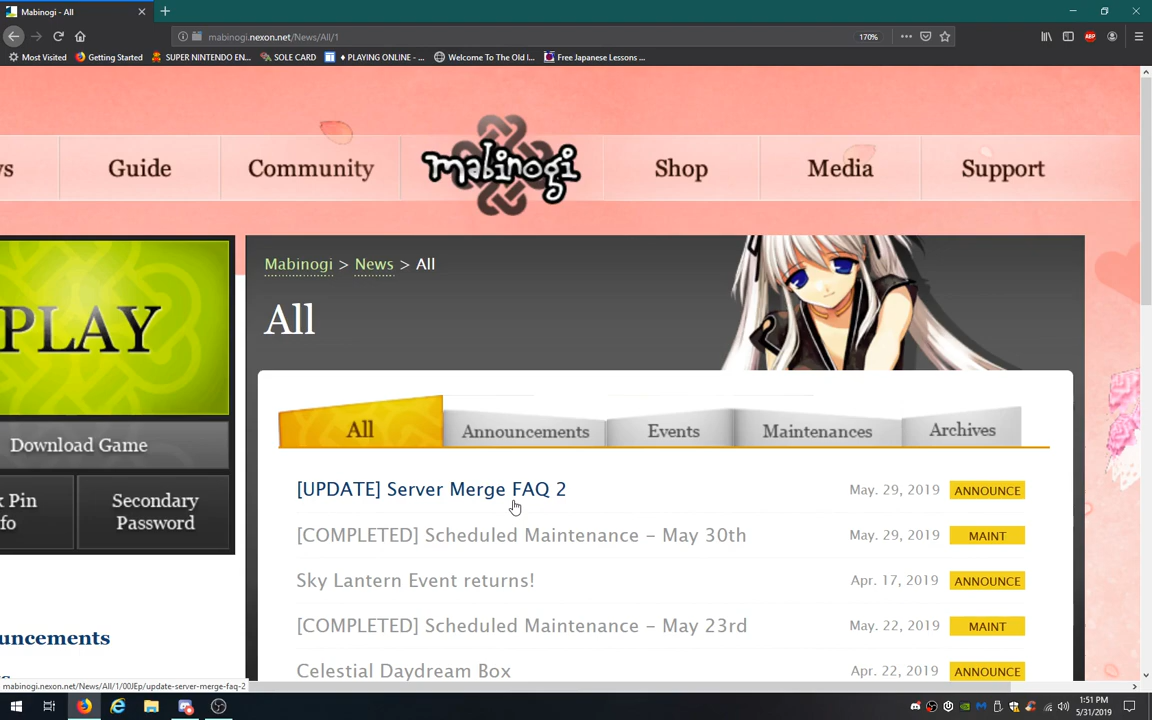 Mabinogi - All
mabinogi.nexon.net/News/All/1
170%
Most Visited
Getting Started
SUPER NINTENDO EN...
SOLE CARD
♦ PLAYING ONLINE - ...
Welcome To The Old I...
Free Japanese Lessons ...
Guide
Community
mabinogi
Shop
Media
Support
PLAY
Download Game
k Pin
fo
Secondary
Password
uncements
Mabinogi > News > All
All
All
Announcements
Events
Maintenances
Archives
[UPDATE] Server Merge FAQ 2 May. 29, 2019 ANNOUNCE
[COMPLETED] Scheduled Maintenance – May 30th May. 29, 2019 MAINT
Sky Lantern Event returns! Apr. 17, 2019 ANNOUNCE
[COMPLETED] Scheduled Maintenance – May 23rd May. 22, 2019 MAINT
Celestial Daydream Box Apr. 22, 2019 ANNOUNCE
mabinogi.nexon.net/News/All/1/00JEp/update-server-merge-faq-2
1:51 PM
5/31/2019